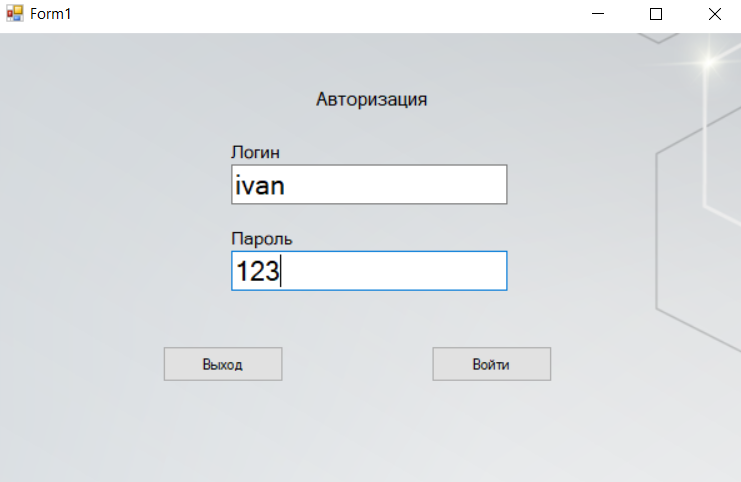 Form1
Авторизация
Логин
ivan
Пароль
123
Выход Войти